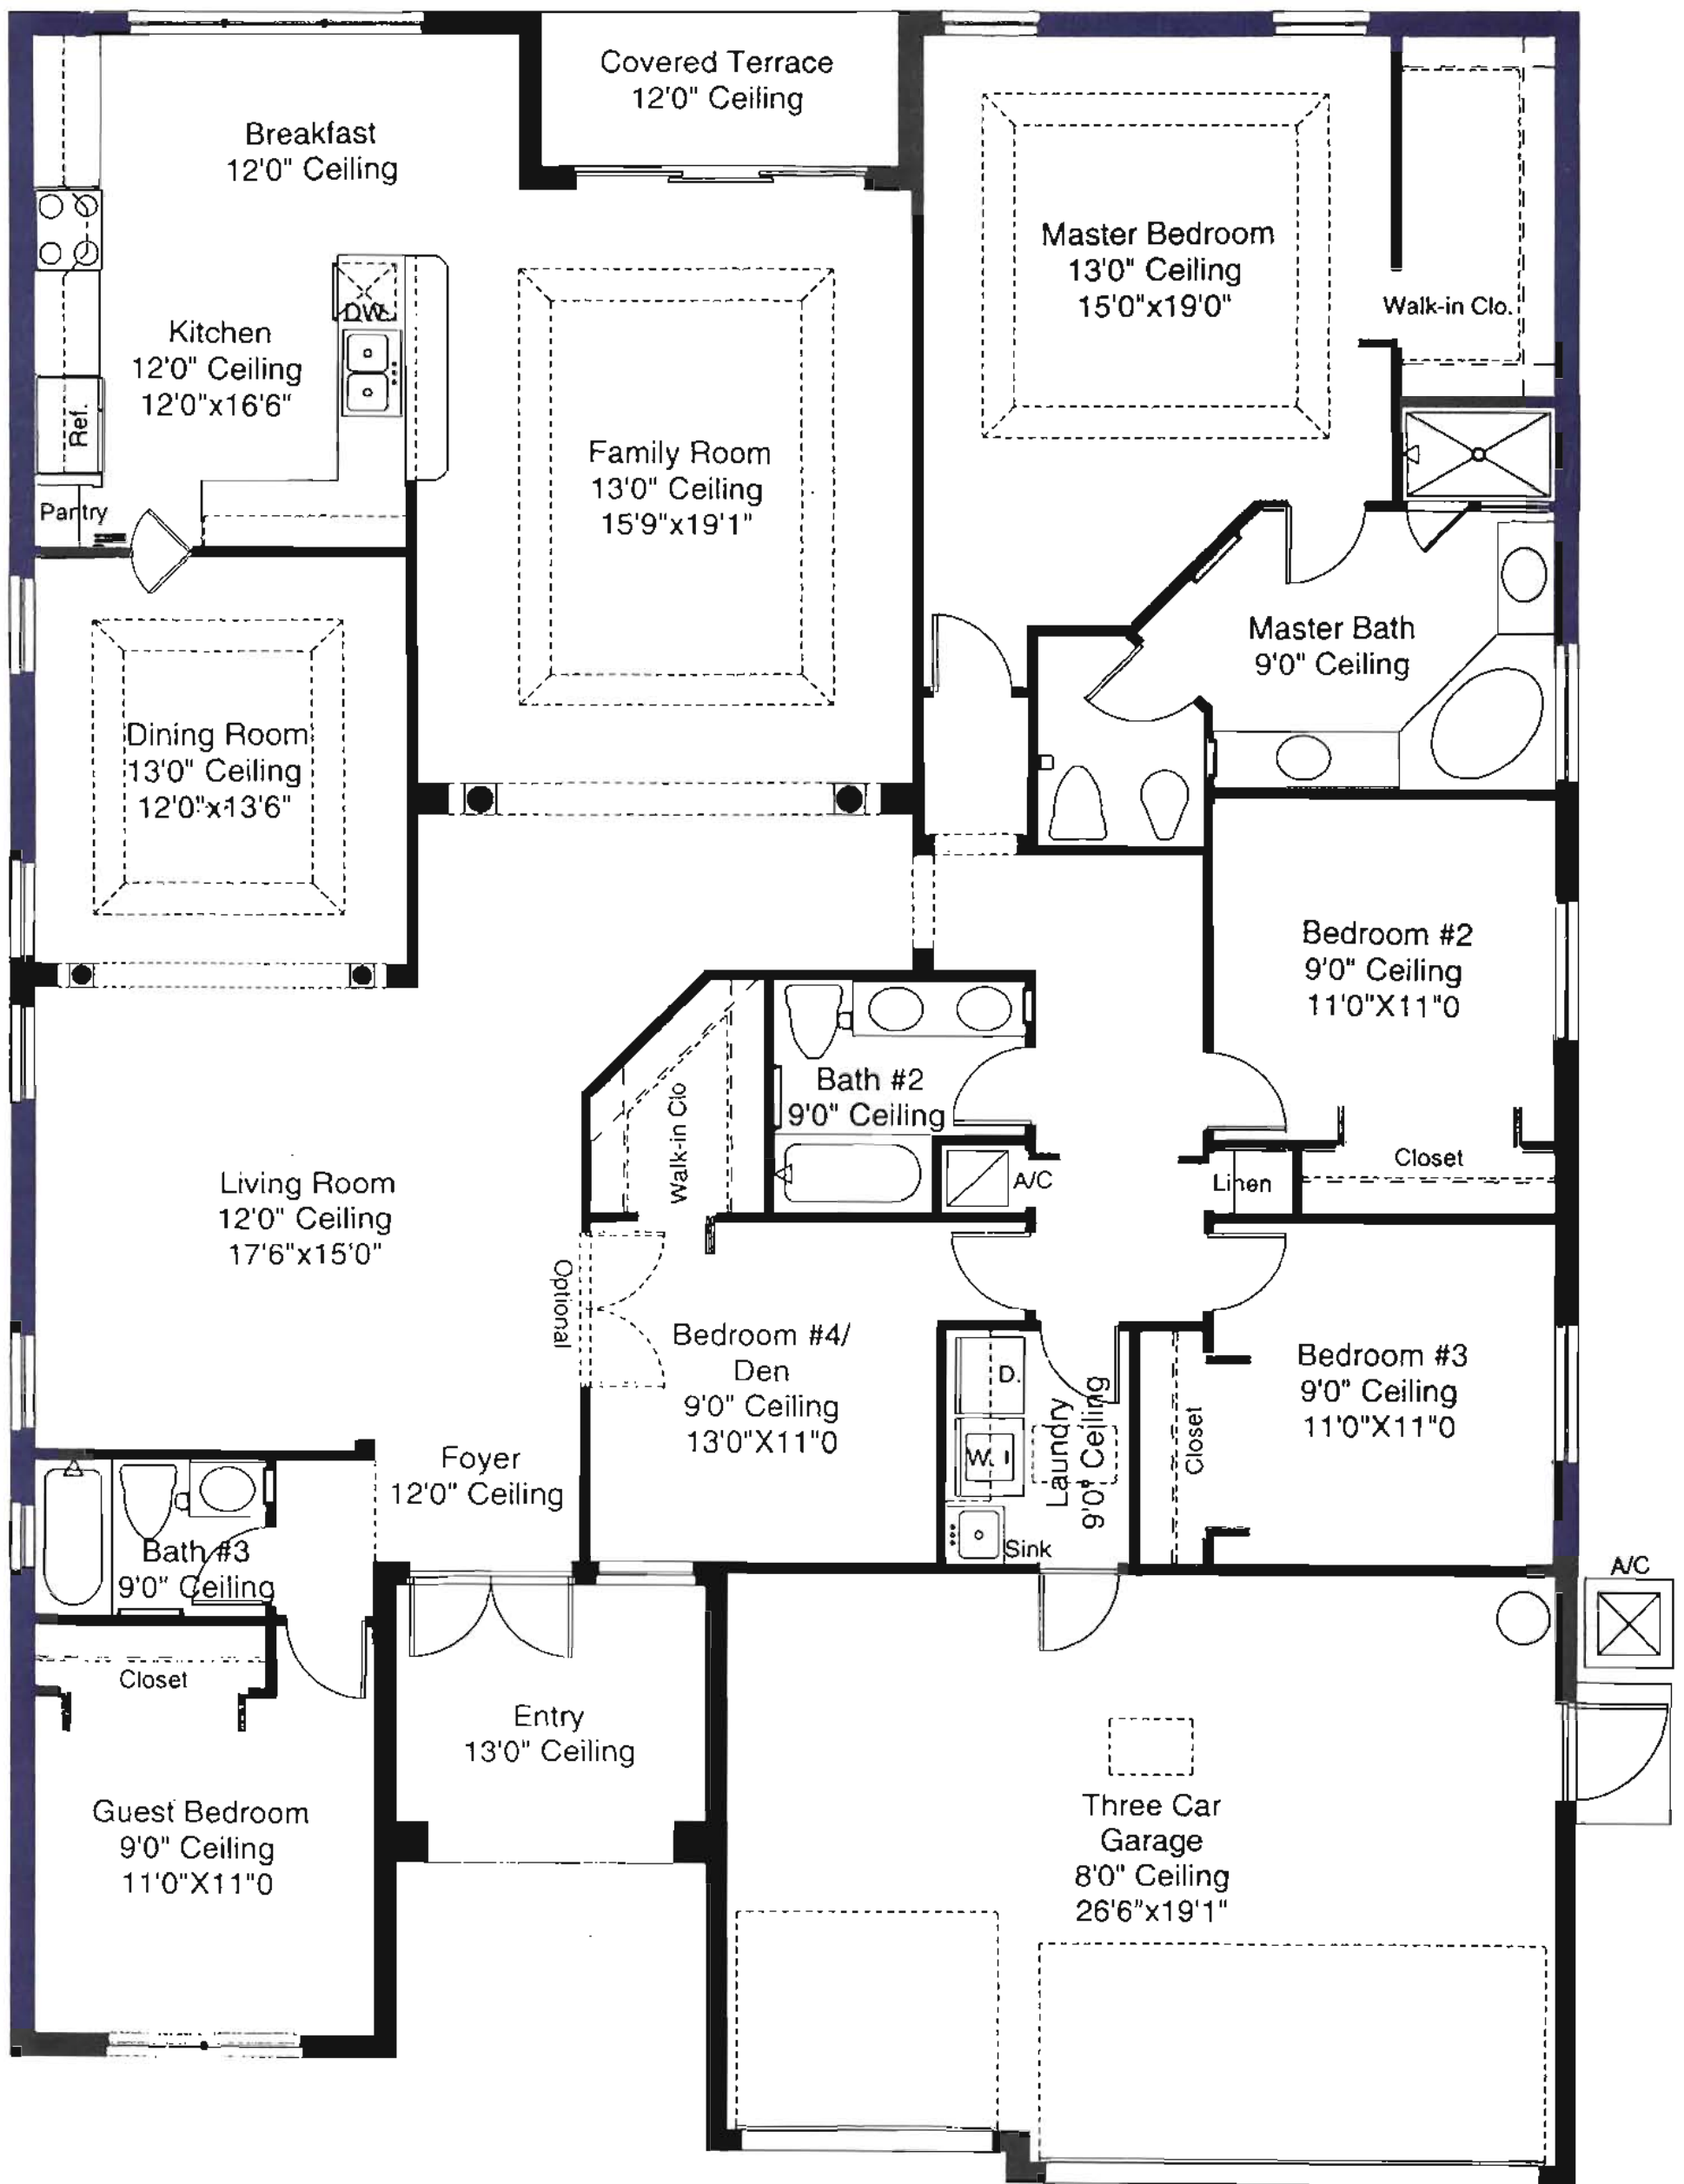 Covered Terrace
12'0" Ceiling
Breakfast
12'0" Ceiling
Master Bedroom
13'0" Ceiling
15'0"x19'0"
Walk-in Clo.
DW.
Kitchen
12'0" Ceiling
12'0"x16'6"
Ref.
Pantry
Family Room
13'0" Ceiling
15'9"x19'1"
Master Bath
9'0" Ceiling
Dining Room
13'0" Ceiling
12'0"x13'6"
Bedroom #2
9'0" Ceiling
11'0"X11"0
Closet
Linen
Bath #2
9'0" Ceiling
A/C
Walk-in Clo
Living Room
12'0" Ceiling
17'6"x15'0"
Optional
Bedroom #4/
Den
9'0" Ceiling
13'0"X11"0
D.
W.
Sink
Laundry
9'0" Ceiling
Closet
Bedroom #3
9'0" Ceiling
11'0"X11"0
Foyer
12'0" Ceiling
Bath #3
9'0" Ceiling
Closet
A/C
Entry
13'0" Ceiling
Guest Bedroom
9'0" Ceiling
11'0"X11"0
Three Car
Garage
8'0" Ceiling
26'6"x19'1"